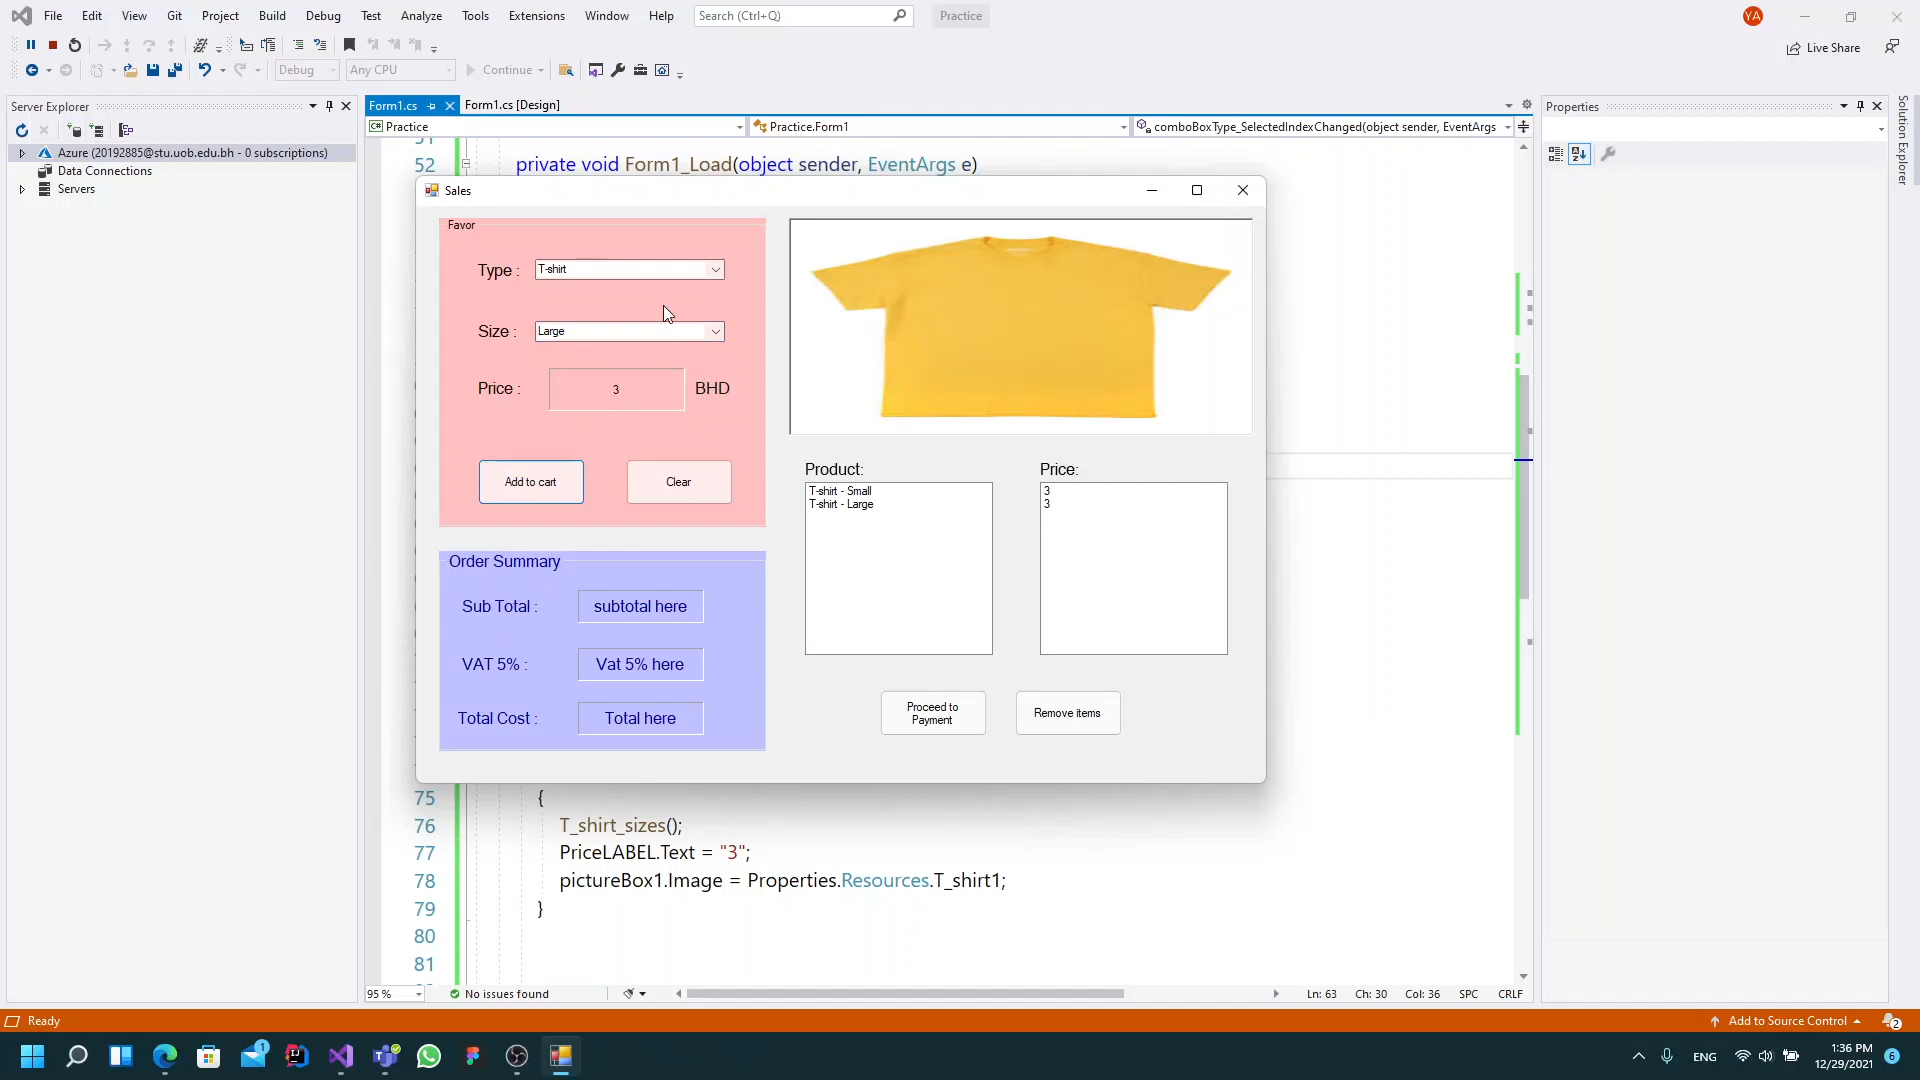 File Edit View Git Project Build Debug Test Analyze Tools Extensions Window Help Search (Ctrl+Q) Practice YA
Live Share
Debug Any CPU Continue
Server Explorer
Azure (20192885@stu.uob.edu.bh - 0 subscriptions)
Data Connections
Servers
Form1.cs Form1.cs [Design]
Practice Practice.Form1 comboBoxType_SelectedIndexChanged(object sender, EventArgs
52 private void Form1_Load(object sender, EventArgs e)
Sales
Favor
Type : T-shirt
Size : Large
Price : 3 BHD
Add to cart Clear
Order Summary
Sub Total : subtotal here
VAT 5% : Vat 5% here
Total Cost : Total here
Product: Price:
T-shirt - Small 3
T-shirt - Large 3
Proceed to
Payment
Remove items
75 {
76 T_shirt_sizes();
77 PriceLABEL.Text = "3";
78 pictureBox1.Image = Properties.Resources.T_shirt1;
79 }
80
81
95 % No issues found Ln: 63 Ch: 30 Col: 36 SPC CRLF
Properties
Solution Explorer
Ready Add to Source Control 2
1 ENG 1:36 PM
12/29/2021 6